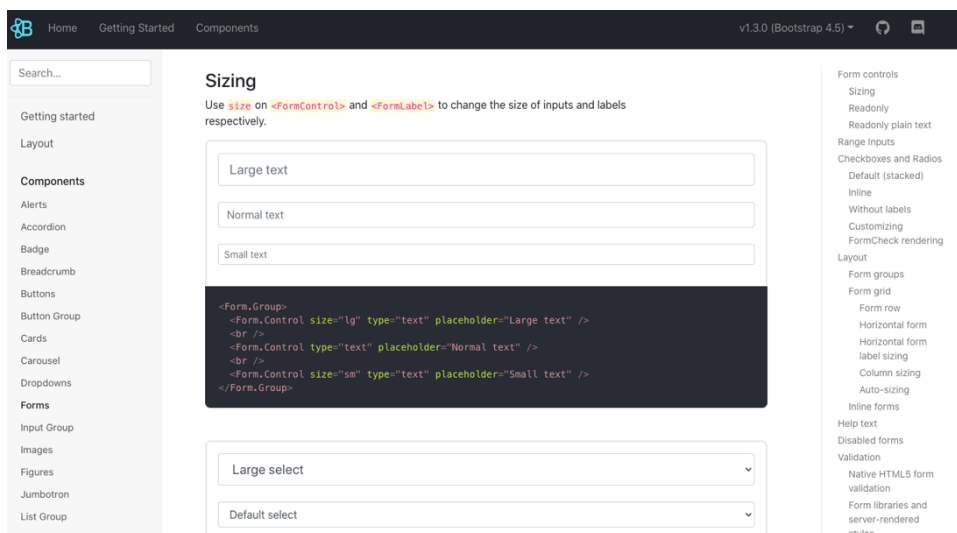 Home Getting Started Components v1.3.0 (Bootstrap 4.5)
Search...
Getting started
Layout
Components
Alerts
Accordion
Badge
Breadcrumb
Buttons
Button Group
Cards
Carousel
Dropdowns
Forms
Input Group
Images
Figures
Jumbotron
List Group
Sizing
Use size on <FormControl> and <FormLabel> to change the size of inputs and labels
respectively.
Large text
Normal text
Small text
<Form.Group>
<Form.Control size="lg" type="text" placeholder="Large text" />
<br />
<Form.Control type="text" placeholder="Normal text" />
<br />
<Form.Control size="sm" type="text" placeholder="Small text" />
</Form.Group>
Large select
Default select
Form controls
Sizing
Readonly
Readonly plain text
Range Inputs
Checkboxes and Radios
Default (stacked)
Inline
Without labels
Customizing
FormCheck rendering
Layout
Form groups
Form grid
Form row
Horizontal form
Horizontal form
label sizing
Column sizing
Auto-sizing
Inline forms
Help text
Disabled forms
Validation
Native HTML5 form
validation
Form libraries and
server-rendered